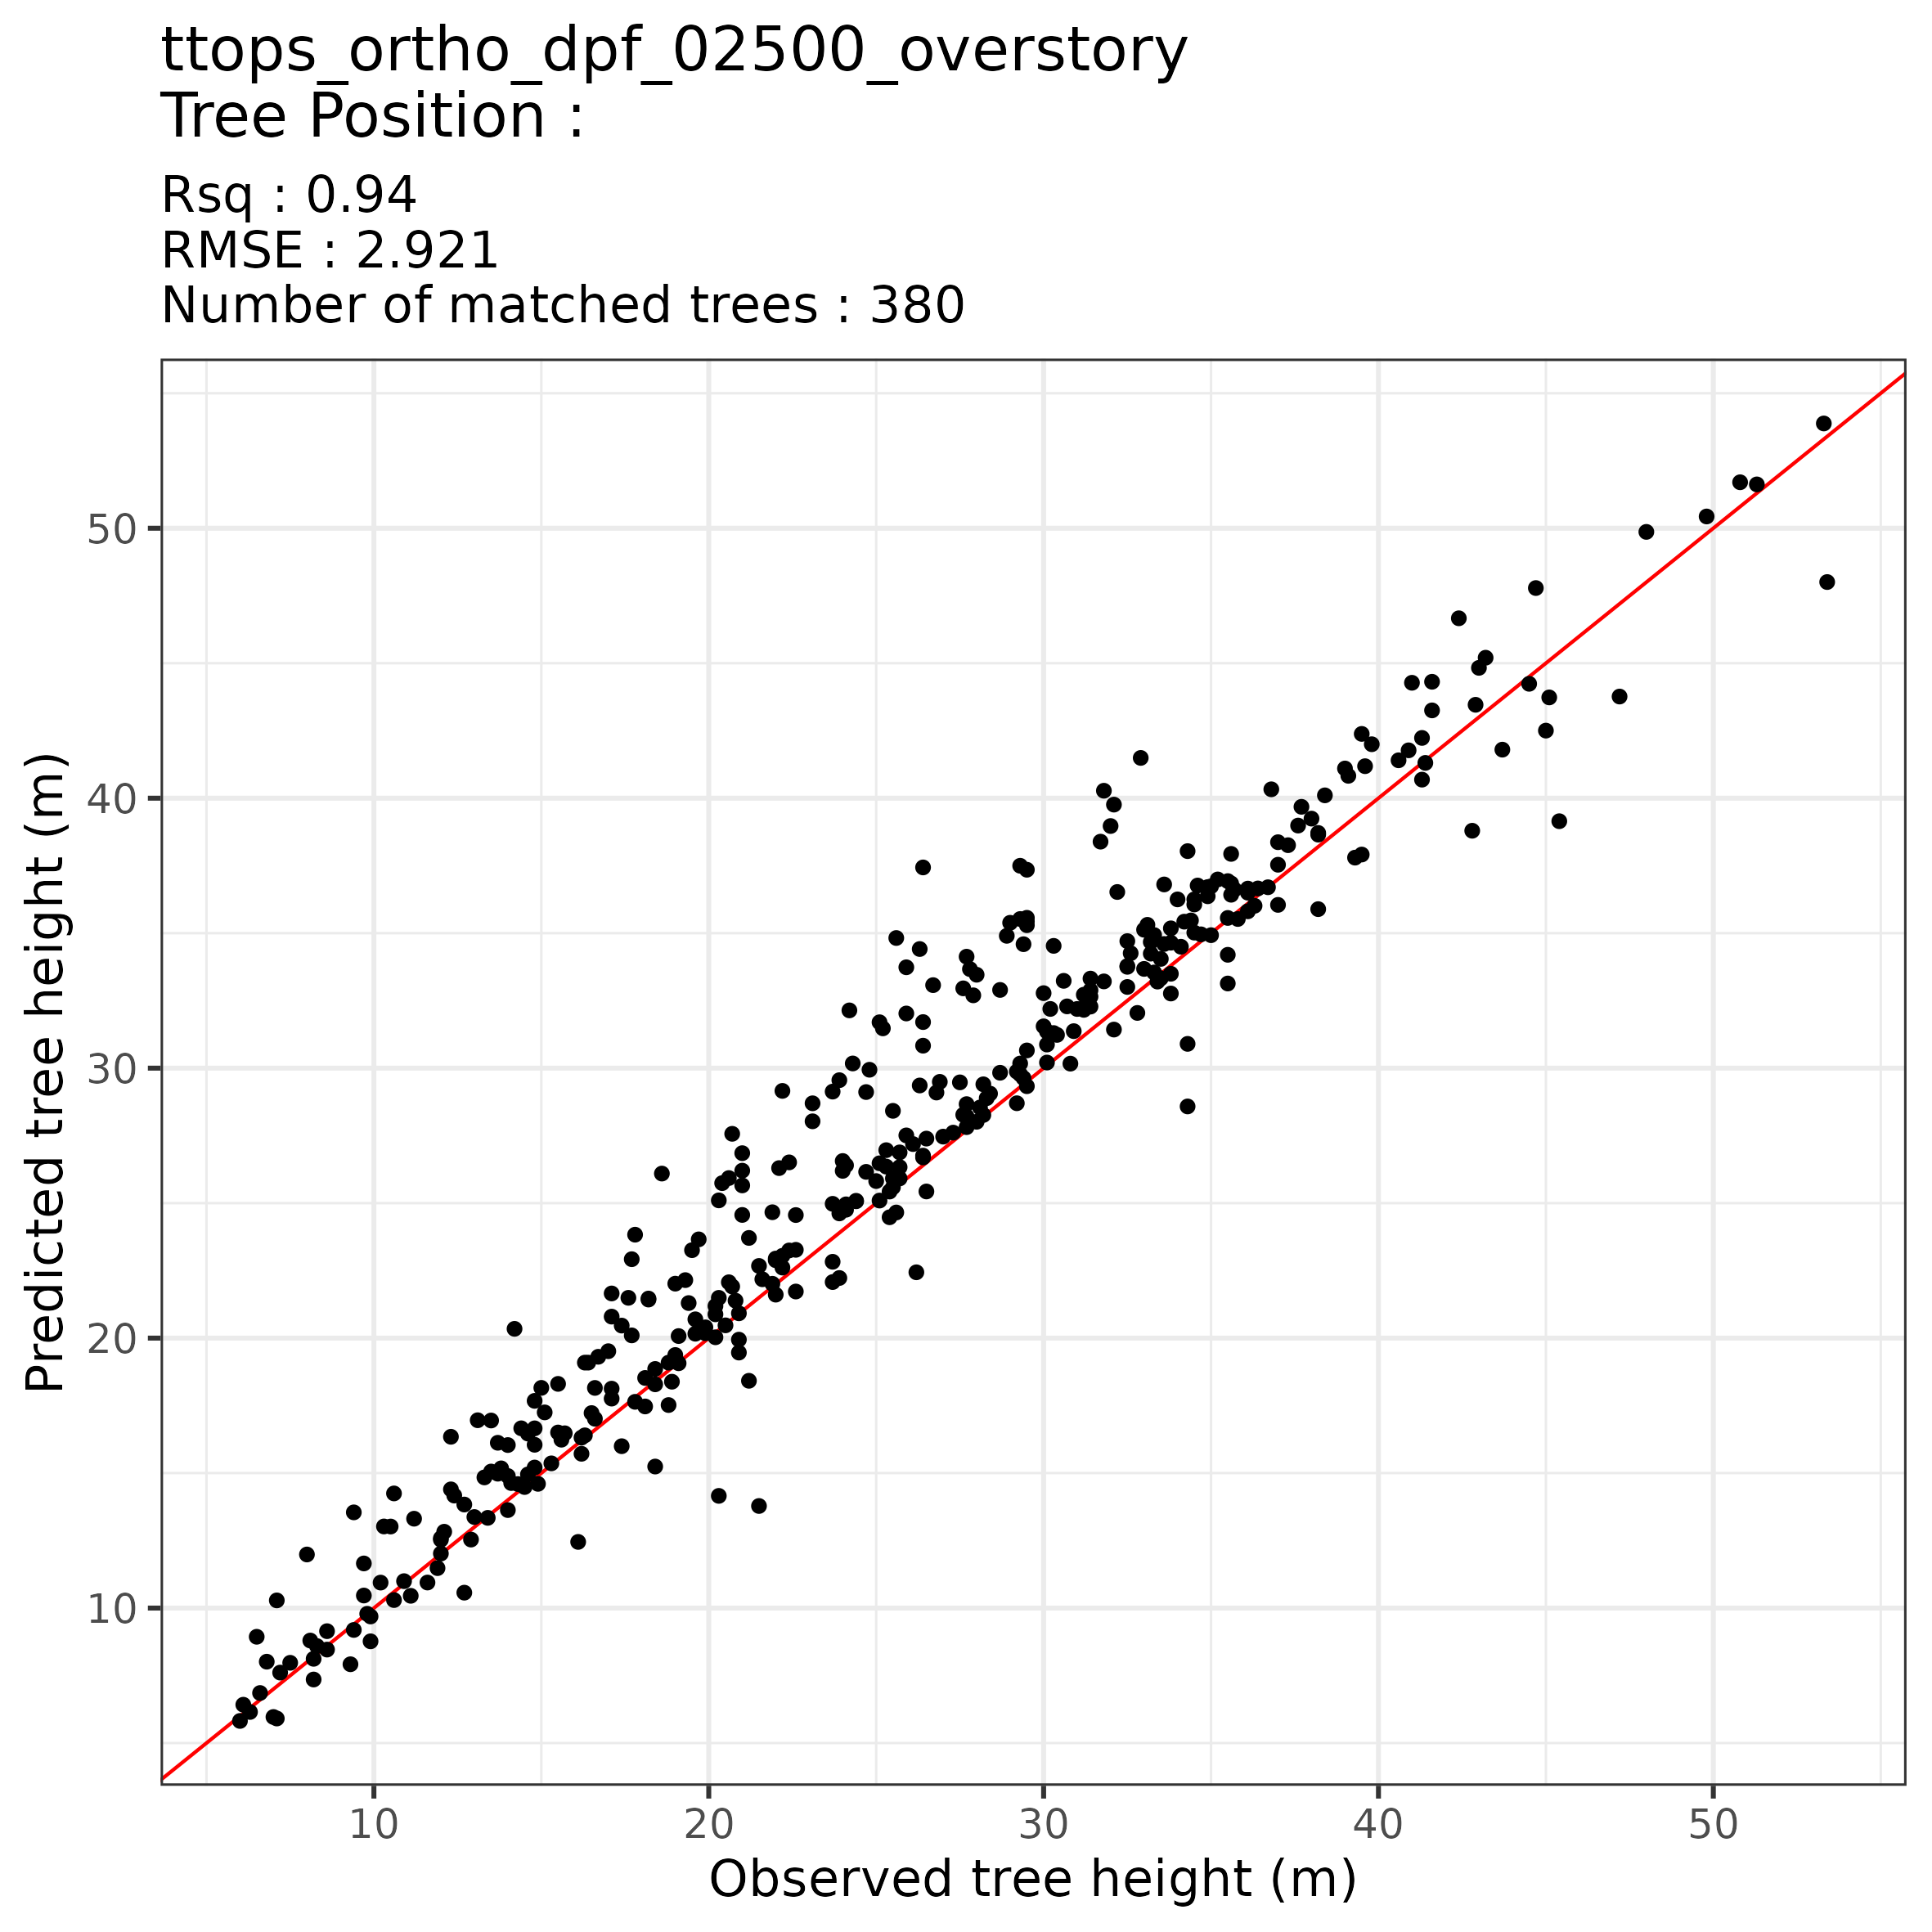 ttops_ortho_dpf_02500_overstory
Tree Position :
Rsq : 0.94
RMSE : 2.921
Number of matched trees : 380
50
40
30
20
10
Predicted tree height (m)
10 20 30 40 50
Observed tree height (m)